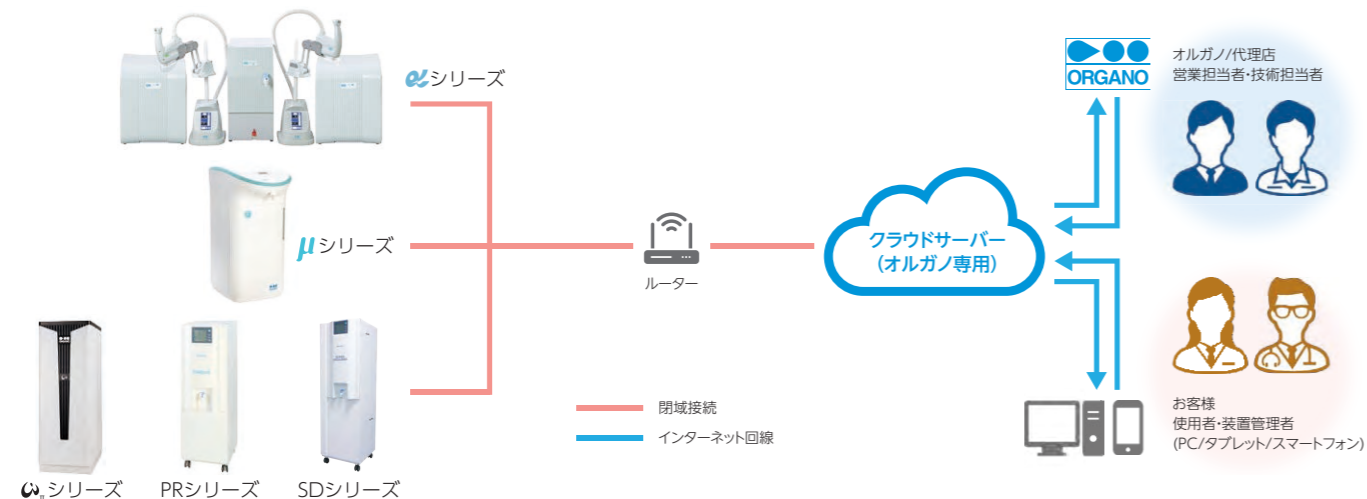 αシリーズ
μシリーズ
ωシリーズ
PRシリーズ
SDシリーズ
ルーター
閉域接続
インターネット回線
クラウドサーバー
(オルガノ専用)
ORGANO
オルガノ/代理店
営業担当者・技術担当者
お客様
使用者・装置管理者
(PC/タブレット/スマートフォン)